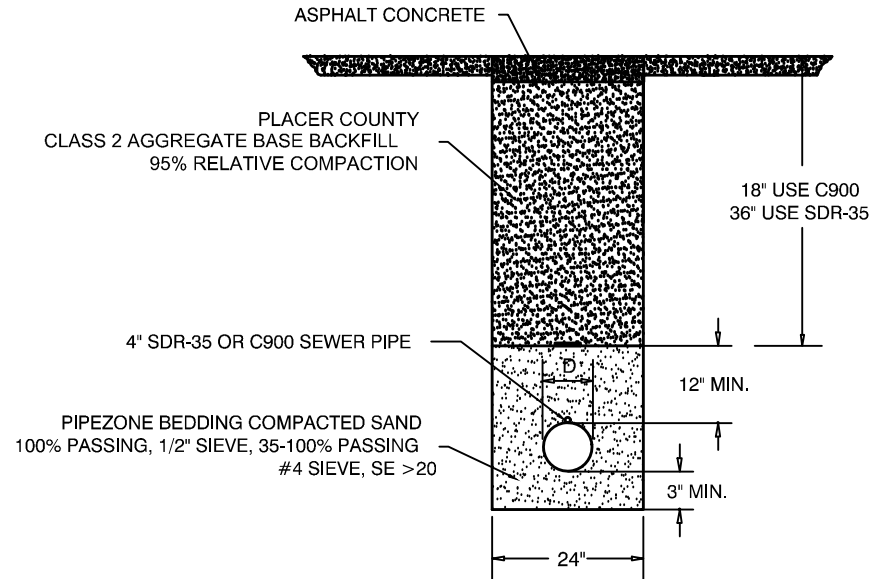 ASPHALT CONCRETE
PLACER COUNTY
CLASS 2 AGGREGATE BASE BACKFILL
95% RELATIVE COMPACTION
18" USE C900
36" USE SDR-35
4" SDR-35 OR C900 SEWER PIPE
D
12" MIN.
PIPEZONE BEDDING COMPACTED SAND
100% PASSING, 1/2" SIEVE, 35-100% PASSING
#4 SIEVE, SE >20
3" MIN.
24"